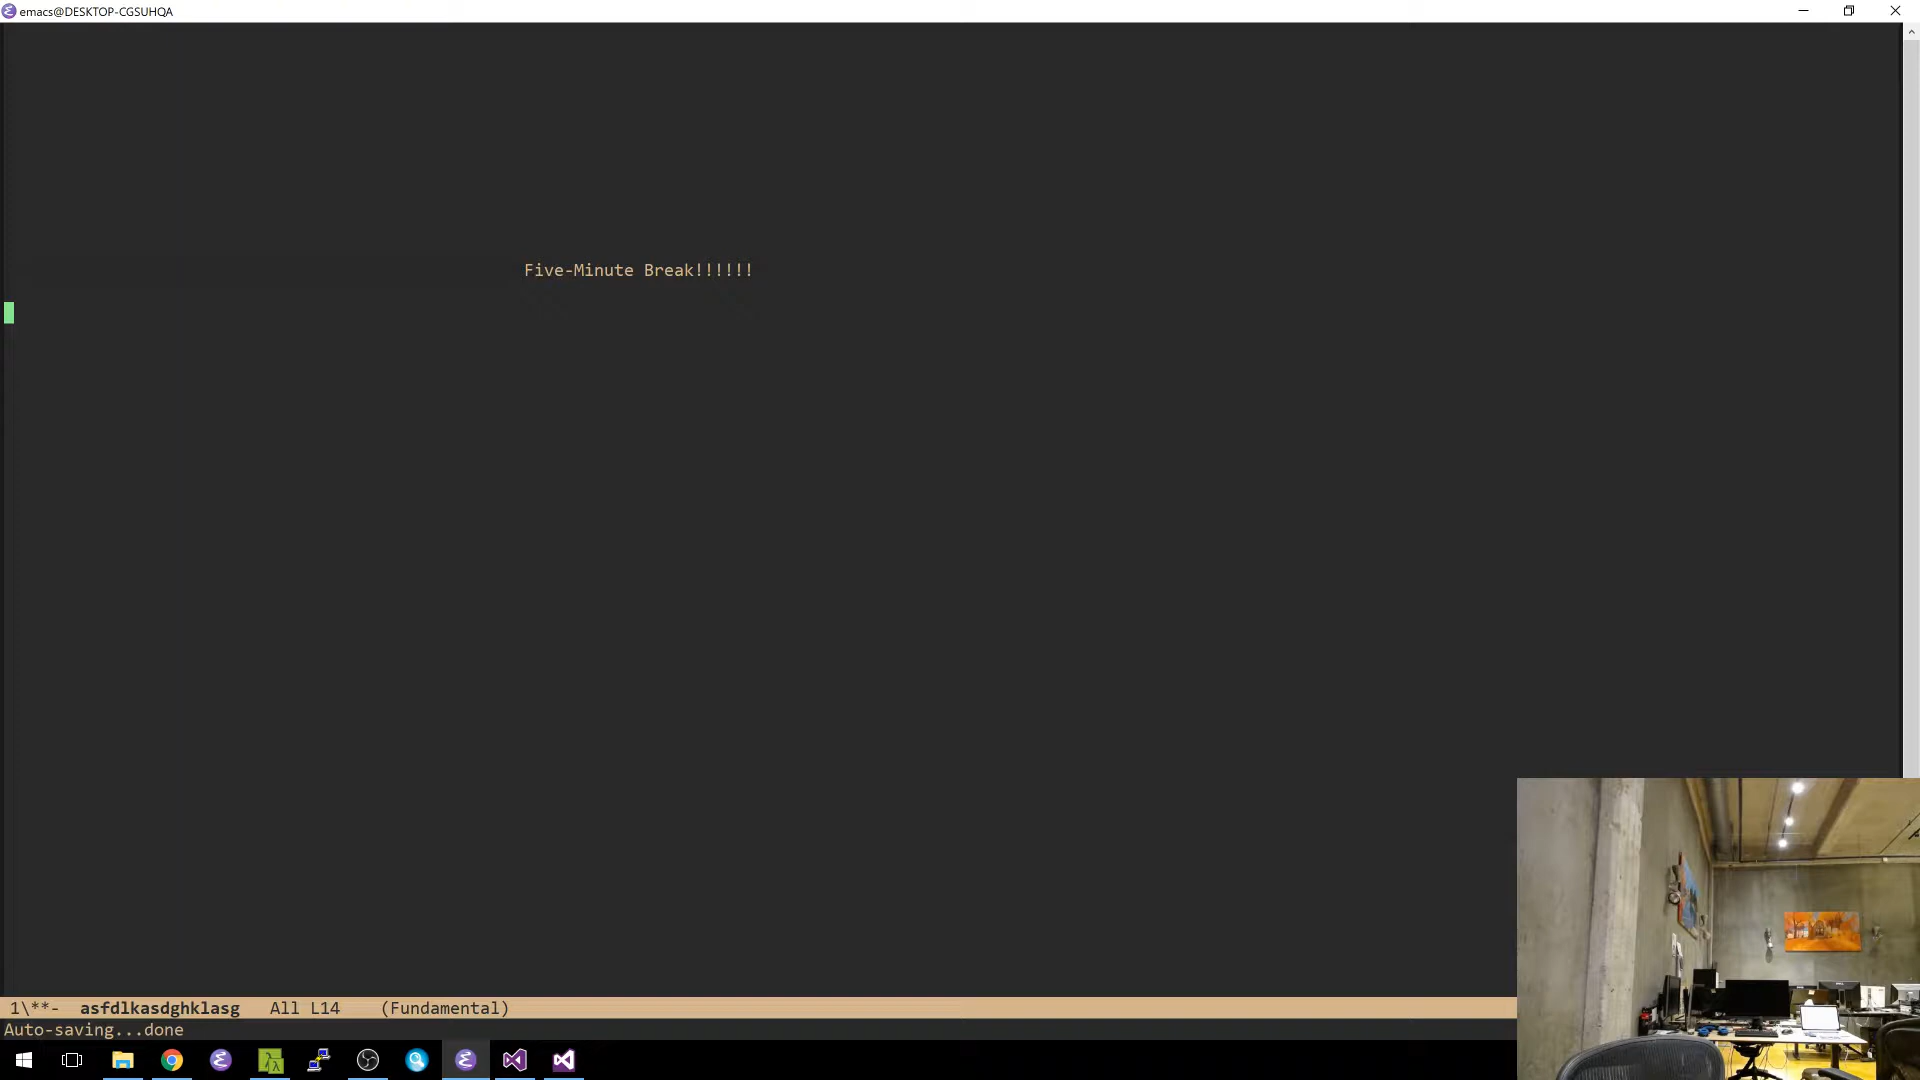 emacs@DESKTOP-CGSUHQA
Five-Minute Break!!!!!!
1\**-  asfdlkasdghklasg   All L14    (Fundamental)
Auto-saving...done